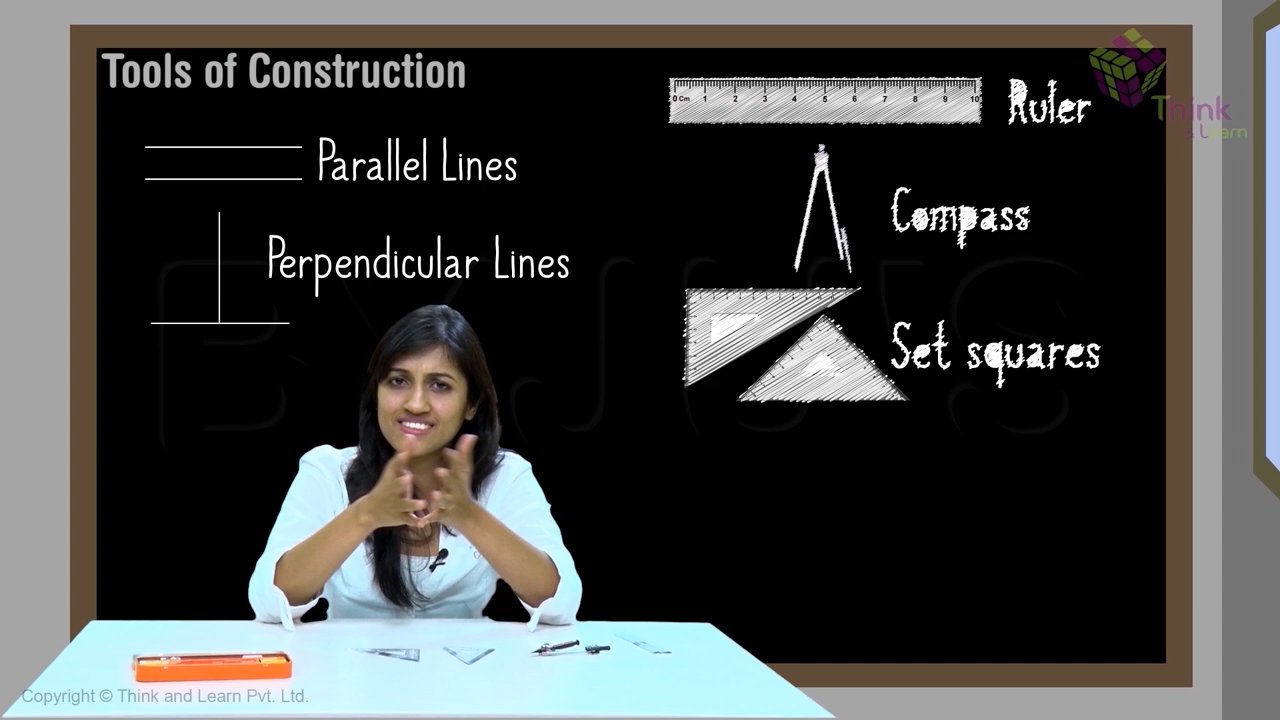 Tools of Construction
Parallel Lines
Perpendicular Lines
0 Cm 1 2 3 4 5 6 7 8 9 10
Ruler
Compass
Set squares
Think
& Learn
BYJU'S
Copyright © Think and Learn Pvt. Ltd.